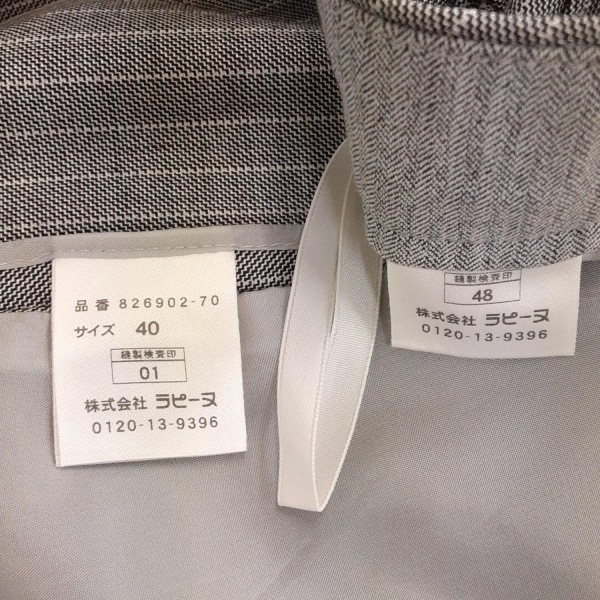 品番 826902-70
サイズ 40
縫製検査印
01
株式会社 ラピーヌ
0120-13-9396
縫製検査印
48
株式会社 ラピーヌ
0120-13-9396